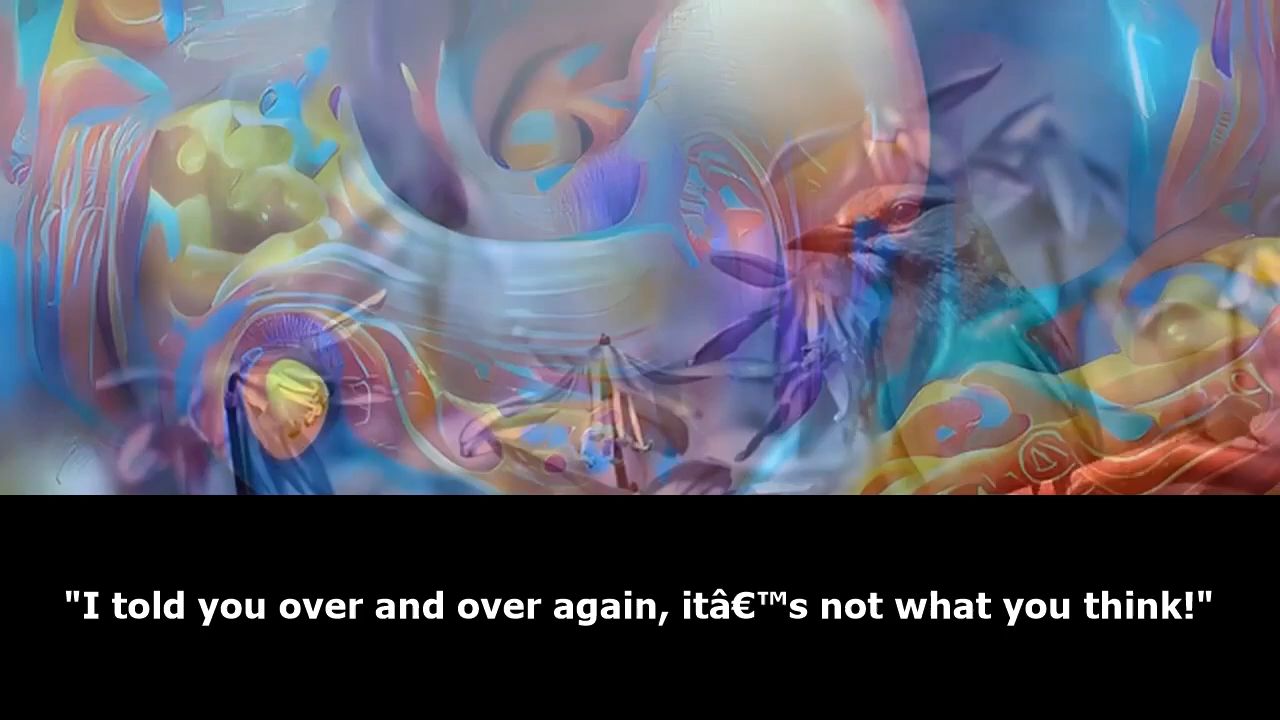 "I told you over and over again, itâ€™s not what you think!"